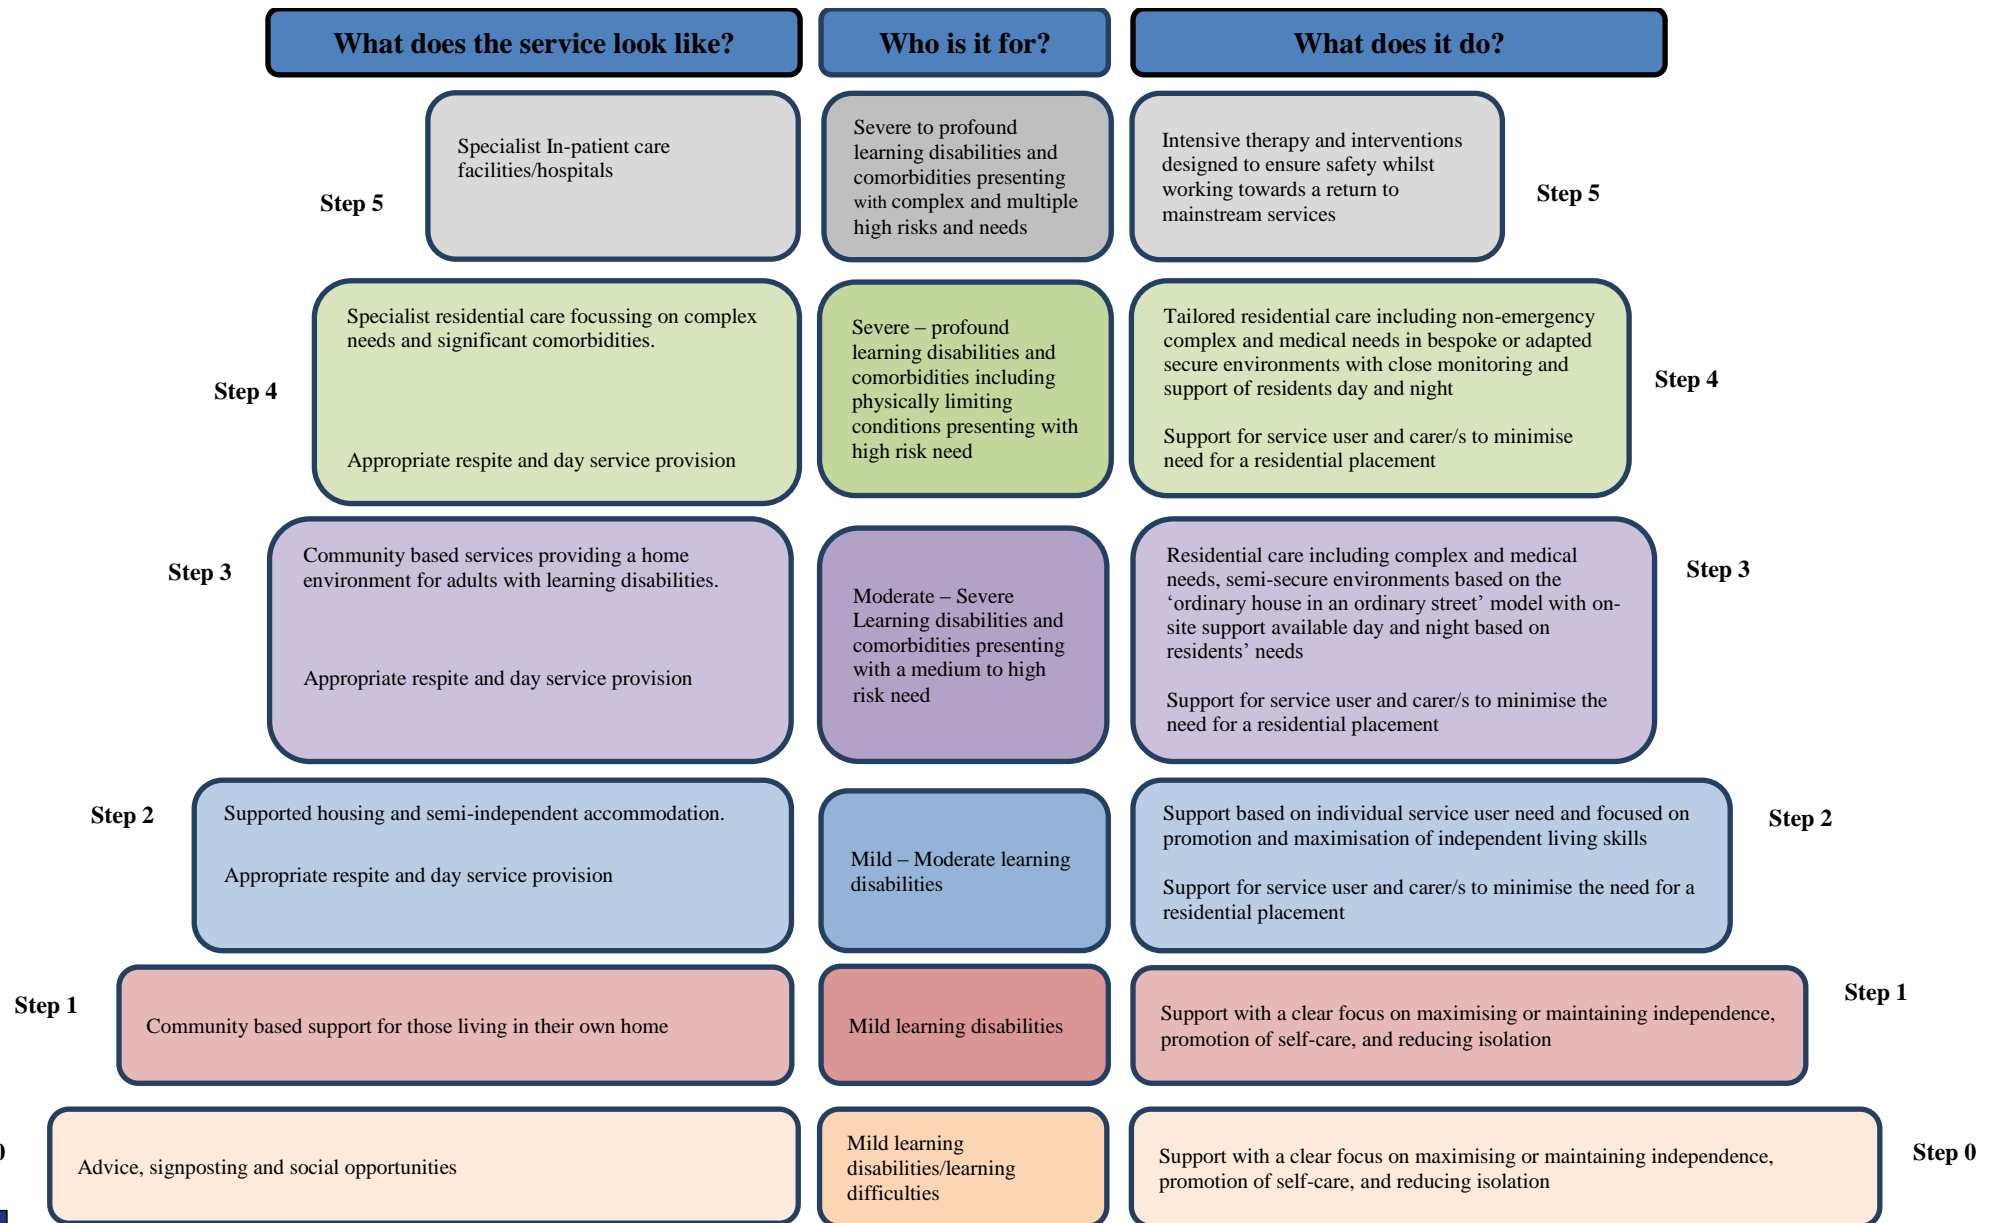 What does the service look like?
Who is it for?
What does it do?
Step 5
Specialist In-patient care
facilities/hospitals
Severe to profound
learning disabilities and
comorbidities presenting
with complex and multiple
high risks and needs
Intensive therapy and interventions
designed to ensure safety whilst
working towards a return to
mainstream services
Step 5
Step 4
Specialist residential care focussing on complex
needs and significant comorbidities.
Appropriate respite and day service provision
Severe – profound
learning disabilities and
comorbidities including
physically limiting
conditions presenting with
high risk need
Tailored residential care including non-emergency
complex and medical needs in bespoke or adapted
secure environments with close monitoring and
support of residents day and night
Support for service user and carer/s to minimise
need for a residential placement
Step 4
Step 3
Community based services providing a home
environment for adults with learning disabilities.
Appropriate respite and day service provision
Moderate – Severe
Learning disabilities and
comorbidities presenting
with a medium to high
risk need
Residential care including complex and medical
needs, semi-secure environments based on the
‘ordinary house in an ordinary street’ model with on-
site support available day and night based on
residents’ needs
Support for service user and carer/s to minimise the
need for a residential placement
Step 3
Step 2
Supported housing and semi-independent accommodation.
Appropriate respite and day service provision
Mild – Moderate learning
disabilities
Support based on individual service user need and focused on
promotion and maximisation of independent living skills
Support for service user and carer/s to minimise the need for a
residential placement
Step 2
Step 1
Community based support for those living in their own home
Mild learning disabilities
Support with a clear focus on maximising or maintaining independence,
promotion of self-care, and reducing isolation
Step 1
Advice, signposting and social opportunities
Mild learning
disabilities/learning
difficulties
Support with a clear focus on maximising or maintaining independence,
promotion of self-care, and reducing isolation
Step 0